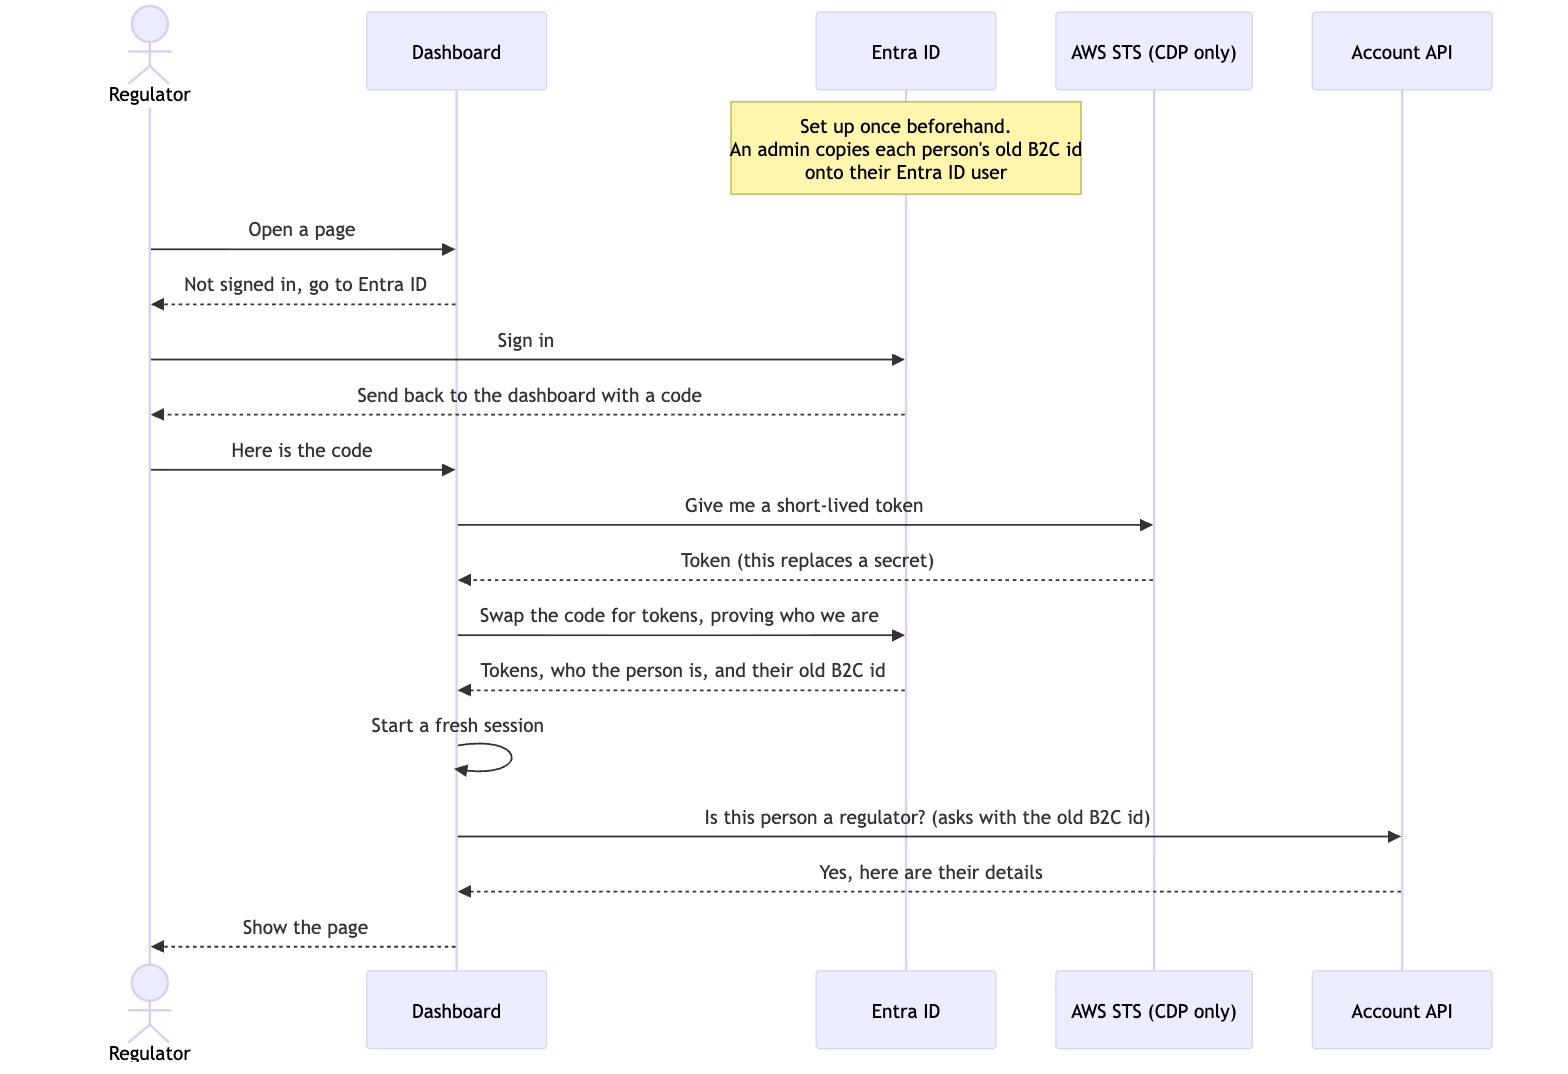 Regulator
Dashboard
Entra ID
AWS STS (CDP only)
Account API
Set up once beforehand.
An admin copies each person's old B2C id
onto their Entra ID user
Open a page
Not signed in, go to Entra ID
Sign in
Send back to the dashboard with a code
Here is the code
Give me a short-lived token
Token (this replaces a secret)
Swap the code for tokens, proving who we are
Tokens, who the person is, and their old B2C id
Start a fresh session
Is this person a regulator? (asks with the old B2C id)
Yes, here are their details
Show the page
Regulator
Dashboard
Entra ID
AWS STS (CDP only)
Account API